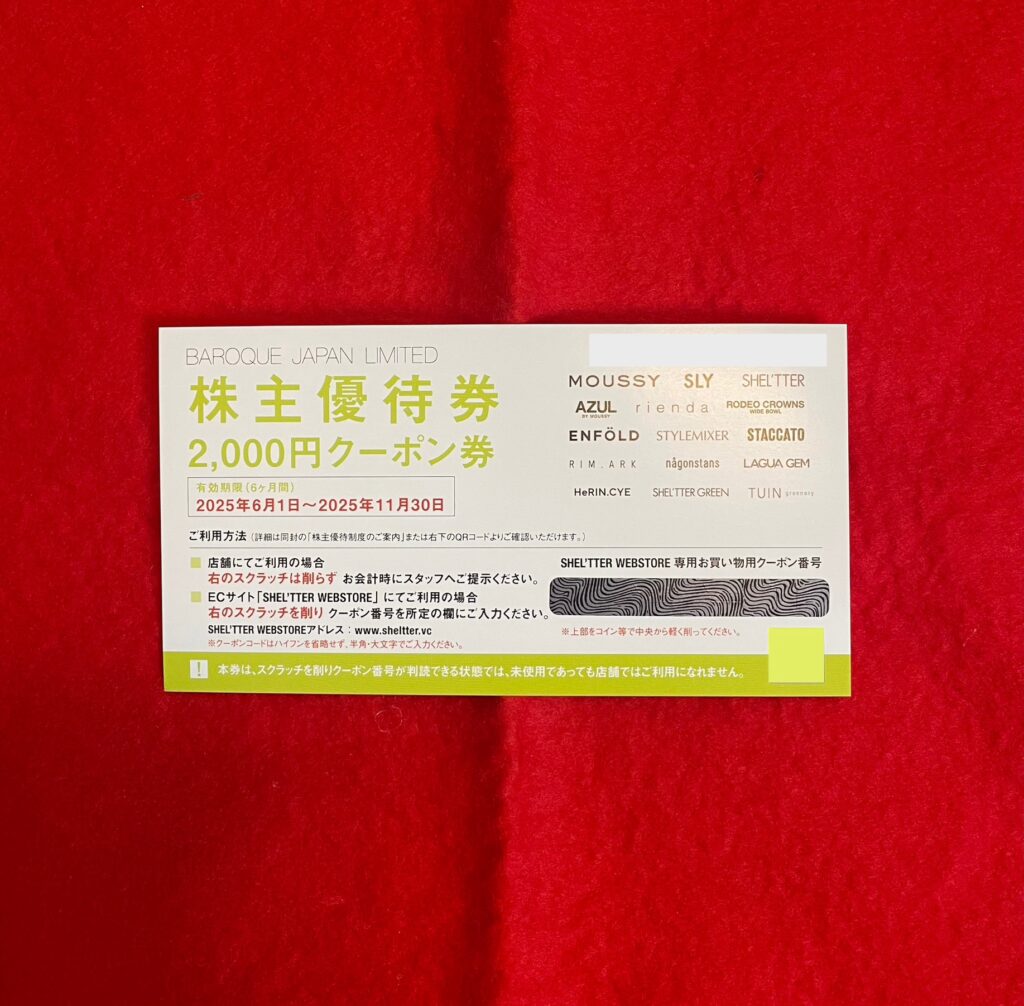 BAROQUE JAPAN LIMITED
株主優待券
2,000円クーポン券
有効期限(6ヶ月間)
2025年6月1日~2025年11月30日
MOUSSY SLY SHEL'TTER
AZUL BY MOUSSY rienda RODEO CROWNS WIDE BOWL
ENFÖLD STYLEMIXER STACCATO
RIM.ARK någonstans LAGUA GEM
HeRIN.CYE SHEL'TTER GREEN TUIN greenery
ご利用方法(詳細は同封の「株主優待制度のご案内」または右下のQRコードよりご確認いただけます。)
店舗にてご利用の場合
右のスクラッチは削らず お会計時にスタッフへご提示ください。
ECサイト「SHEL'TTER WEBSTORE」にてご利用の場合
右のスクラッチを削り クーポン番号を所定の欄にご入力ください。
SHEL'TTER WEBSTOREアドレス:www.sheltter.vc
※クーポンコードはハイフンを省略せず、半角・大文字でご入力ください。
SHEL'TTER WEBSTORE 専用お買い物用クーポン番号
※上部をコイン等で中央から軽く削ってください。
! 本券は、スクラッチを削りクーポン番号が判読できる状態では、未使用であっても店舗ではご利用になれません。